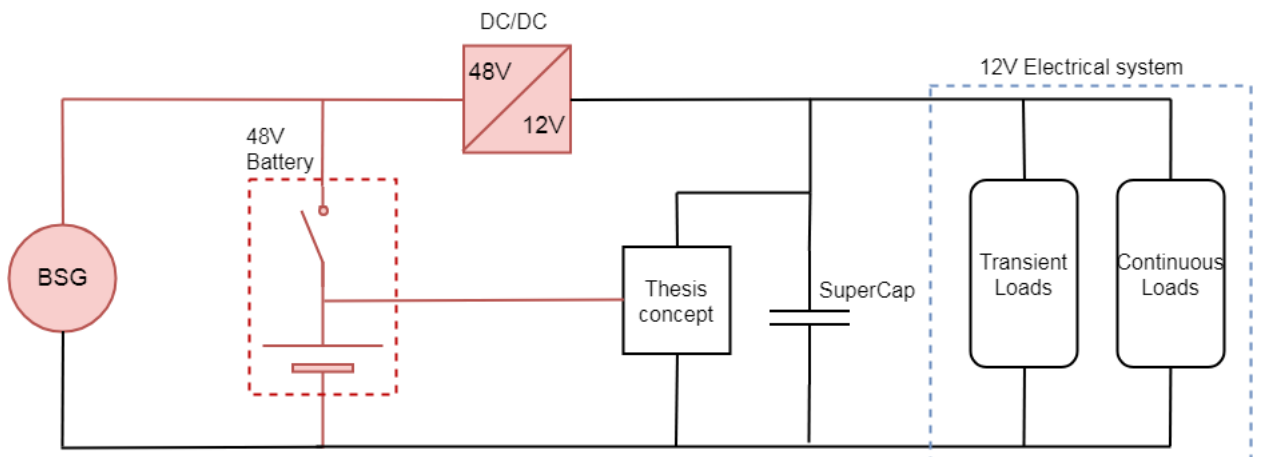 DC/DC
48V
12V
12V Electrical system
48V
Battery
BSG
Thesis
concept
SuperCap
Transient
Loads
Continuous
Loads